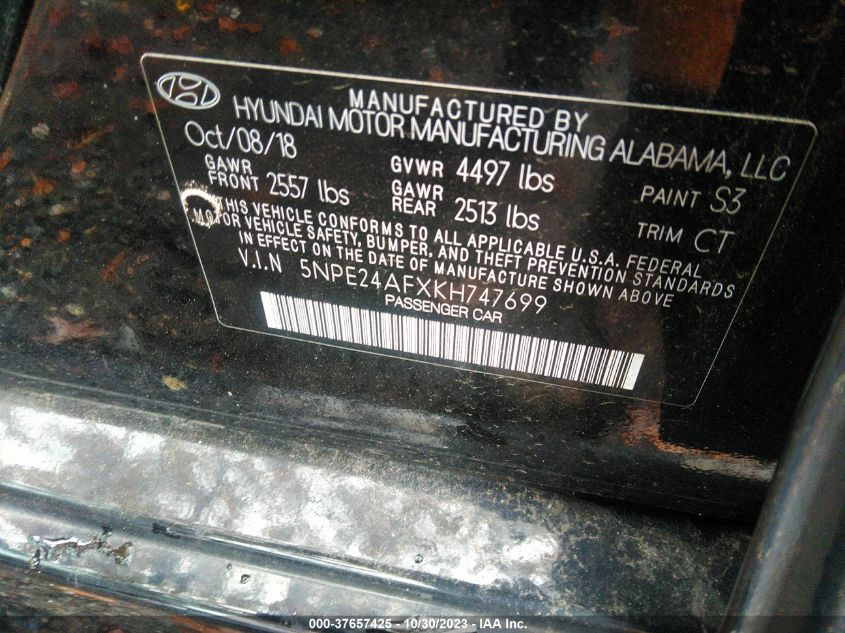 MANUFACTURED BY
HYUNDAI MOTOR MANUFACTURING ALABAMA, LLC
Oct/08/18
GVWR 4497 lbs
PAINT S3
GAWR FRONT 2557 lbs
GAWR REAR 2513 lbs
TRIM CT
THIS VEHICLE CONFORMS TO ALL APPLICABLE U.S.A. FEDERAL
MOTOR VEHICLE SAFETY, BUMPER, AND THEFT PREVENTION STANDARDS
IN EFFECT ON THE DATE OF MANUFACTURE SHOWN ABOVE
V.I.N 5NPE24AFXKH747699
PASSENGER CAR
000-37657425 - 10/30/2023 - IAA Inc.